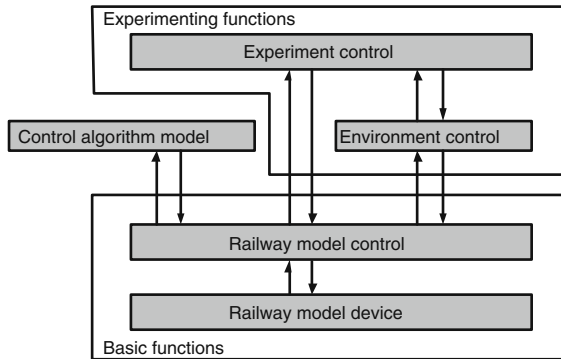 Experimenting functions
Experiment control
Control algorithm model
Environment control
Railway model control
Railway model device
Basic functions